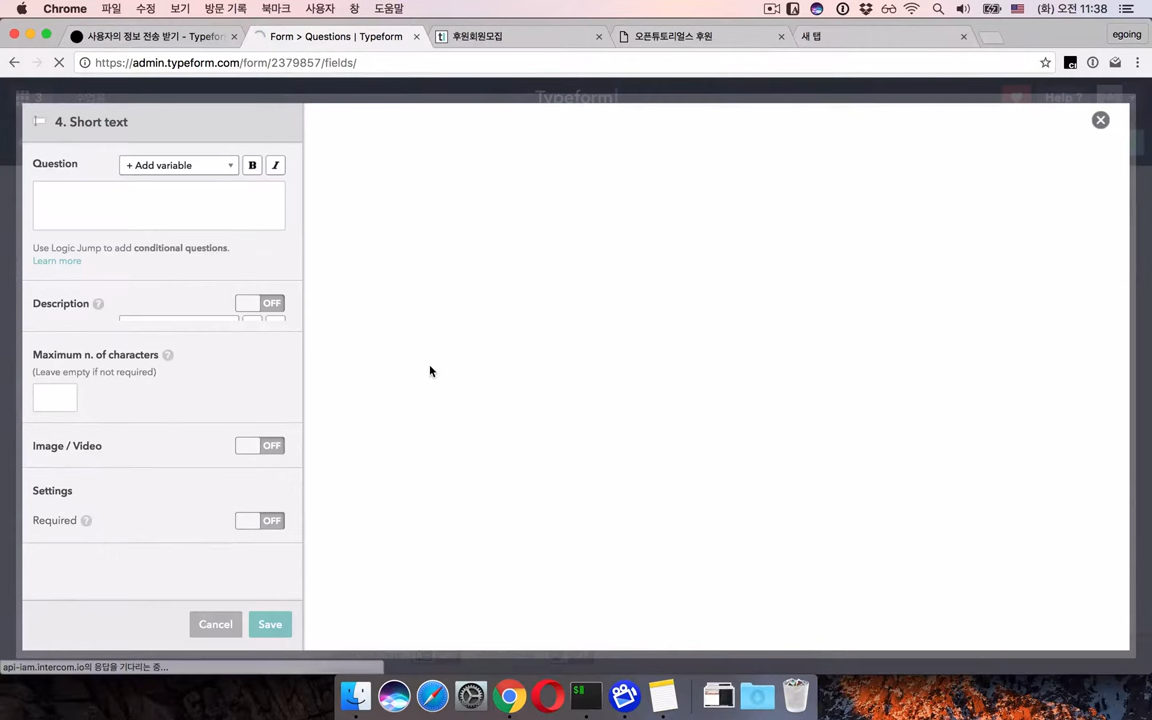 Chrome 파일 수정 보기 방문 기록 북마크 사용자 창 도움말 (화) 오전 11:38
사용자의 정보 전송 받기 - Typeform
Form > Questions | Typeform
후원회원모집
오픈튜토리얼스 후원
새 탭
egoing
https://admin.typeform.com/form/2379857/fields/
3
Typeform
Help ?
4. Short text
Question
+ Add variable
B
I
Use Logic Jump to add conditional questions.
Learn more
Description ?
OFF
Maximum n. of characters ?
(Leave empty if not required)
Image / Video
OFF
Settings
Required ?
OFF
Cancel
Save
api-iam.intercom.io의 응답을 기다리는 중...